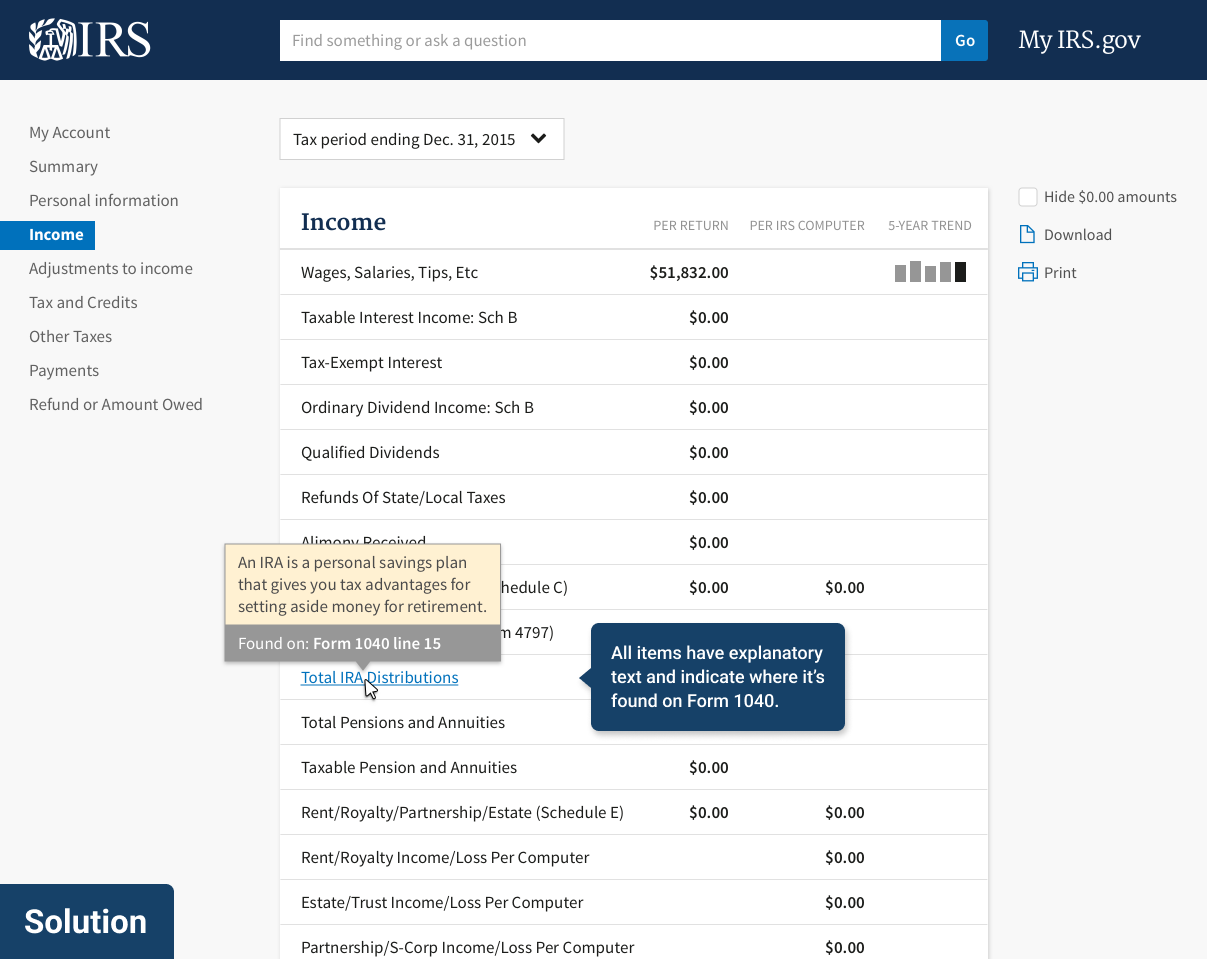 IRS
Find something or ask a question
Go
My IRS.gov
My Account
Summary
Personal information
Income
Adjustments to income
Tax and Credits
Other Taxes
Payments
Refund or Amount Owed
Tax period ending Dec. 31, 2015
Hide $0.00 amounts
Download
Print
Income PER RETURN PER IRS COMPUTER 5-YEAR TREND
Wages, Salaries, Tips, Etc $51,832.00
Taxable Interest Income: Sch B $0.00
Tax-Exempt Interest $0.00
Ordinary Dividend Income: Sch B $0.00
Qualified Dividends $0.00
Refunds Of State/Local Taxes $0.00
Alimony Received $0.00
An IRA is a personal savings plan
that gives you tax advantages for
setting aside money for retirement.
Found on: Form 1040 line 15
hedule C) $0.00 $0.00
m 4797)
Total IRA Distributions
All items have explanatory
text and indicate where it's
found on Form 1040.
Total Pensions and Annuities
Taxable Pension and Annuities $0.00
Rent/Royalty/Partnership/Estate (Schedule E) $0.00 $0.00
Rent/Royalty Income/Loss Per Computer $0.00
Estate/Trust Income/Loss Per Computer $0.00
Partnership/S-Corp Income/Loss Per Computer $0.00
Solution